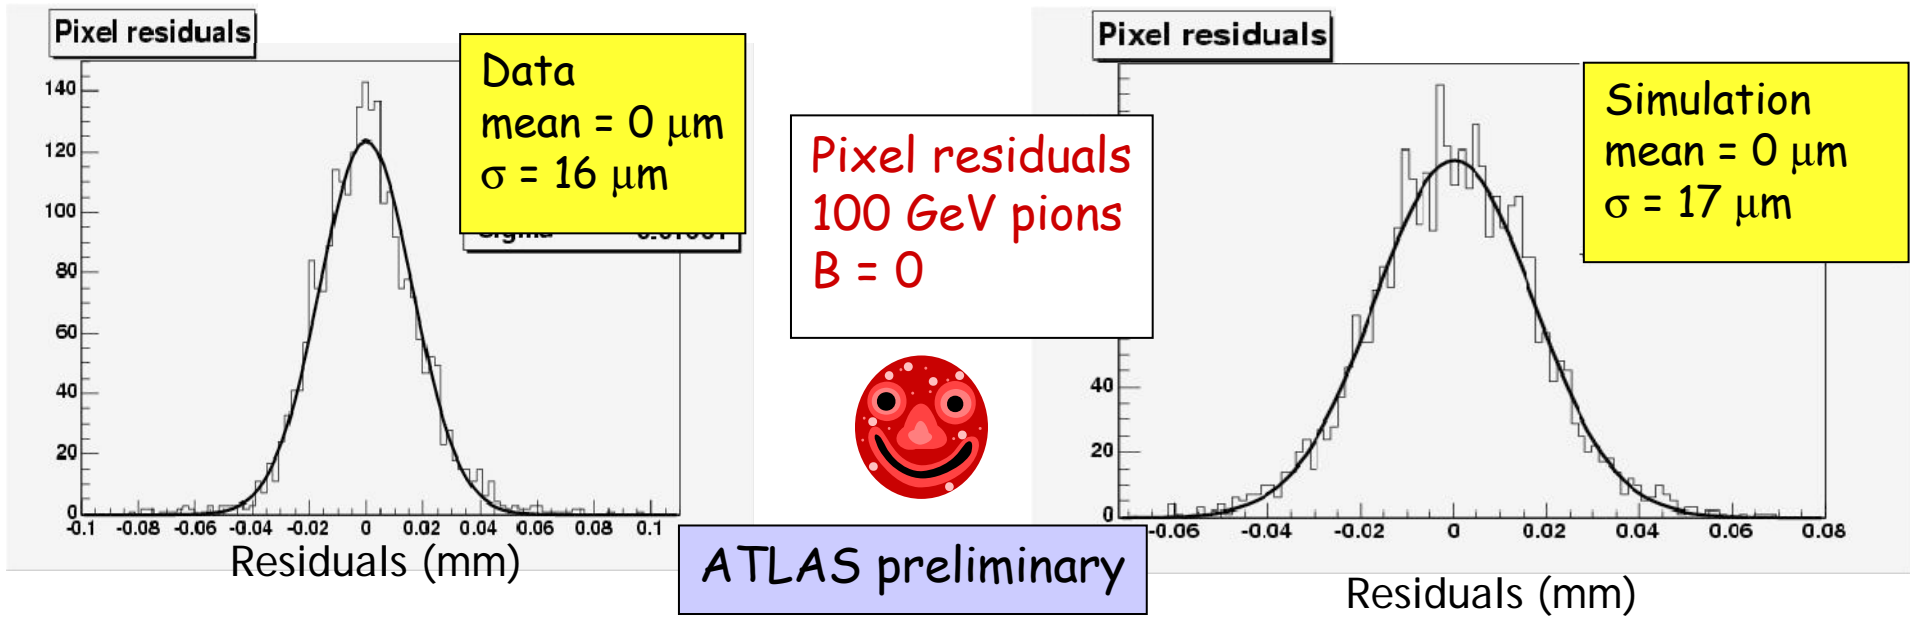 Pixel residuals
Data
mean = 0 μm
σ = 16 μm
140
120
100
80
60
40
20
0
-0.1 -0.08 -0.06 -0.04 -0.02 0 0.02 0.04 0.06 0.08 0.1
Residuals (mm)
Pixel residuals
100 GeV pions
B = 0
ATLAS preliminary
Pixel residuals
Simulation
mean = 0 μm
σ = 17 μm
40
20
0
-0.06 -0.04 -0.02 0 0.02 0.04 0.06 0.08
Residuals (mm)